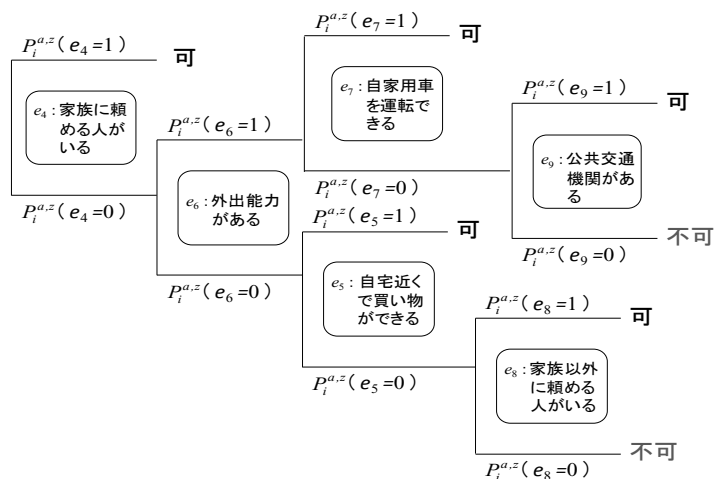 P_i^{a,z}(e_4=1)
可
e_4：家族に頼
める人が
いる
P_i^{a,z}(e_4=0)
P_i^{a,z}(e_6=1)
e_6：外出能力
がある
P_i^{a,z}(e_6=0)
P_i^{a,z}(e_7=1)
可
e_7：自家用車
を運転で
きる
P_i^{a,z}(e_7=0)
P_i^{a,z}(e_9=1)
可
e_9：公共交通
機関があ
る
P_i^{a,z}(e_9=0)
不可
P_i^{a,z}(e_5=1)
可
e_5：自宅近く
で買い物
ができる
P_i^{a,z}(e_5=0)
P_i^{a,z}(e_8=1)
可
e_8：家族以外
に頼める
人がいる
P_i^{a,z}(e_8=0)
不可